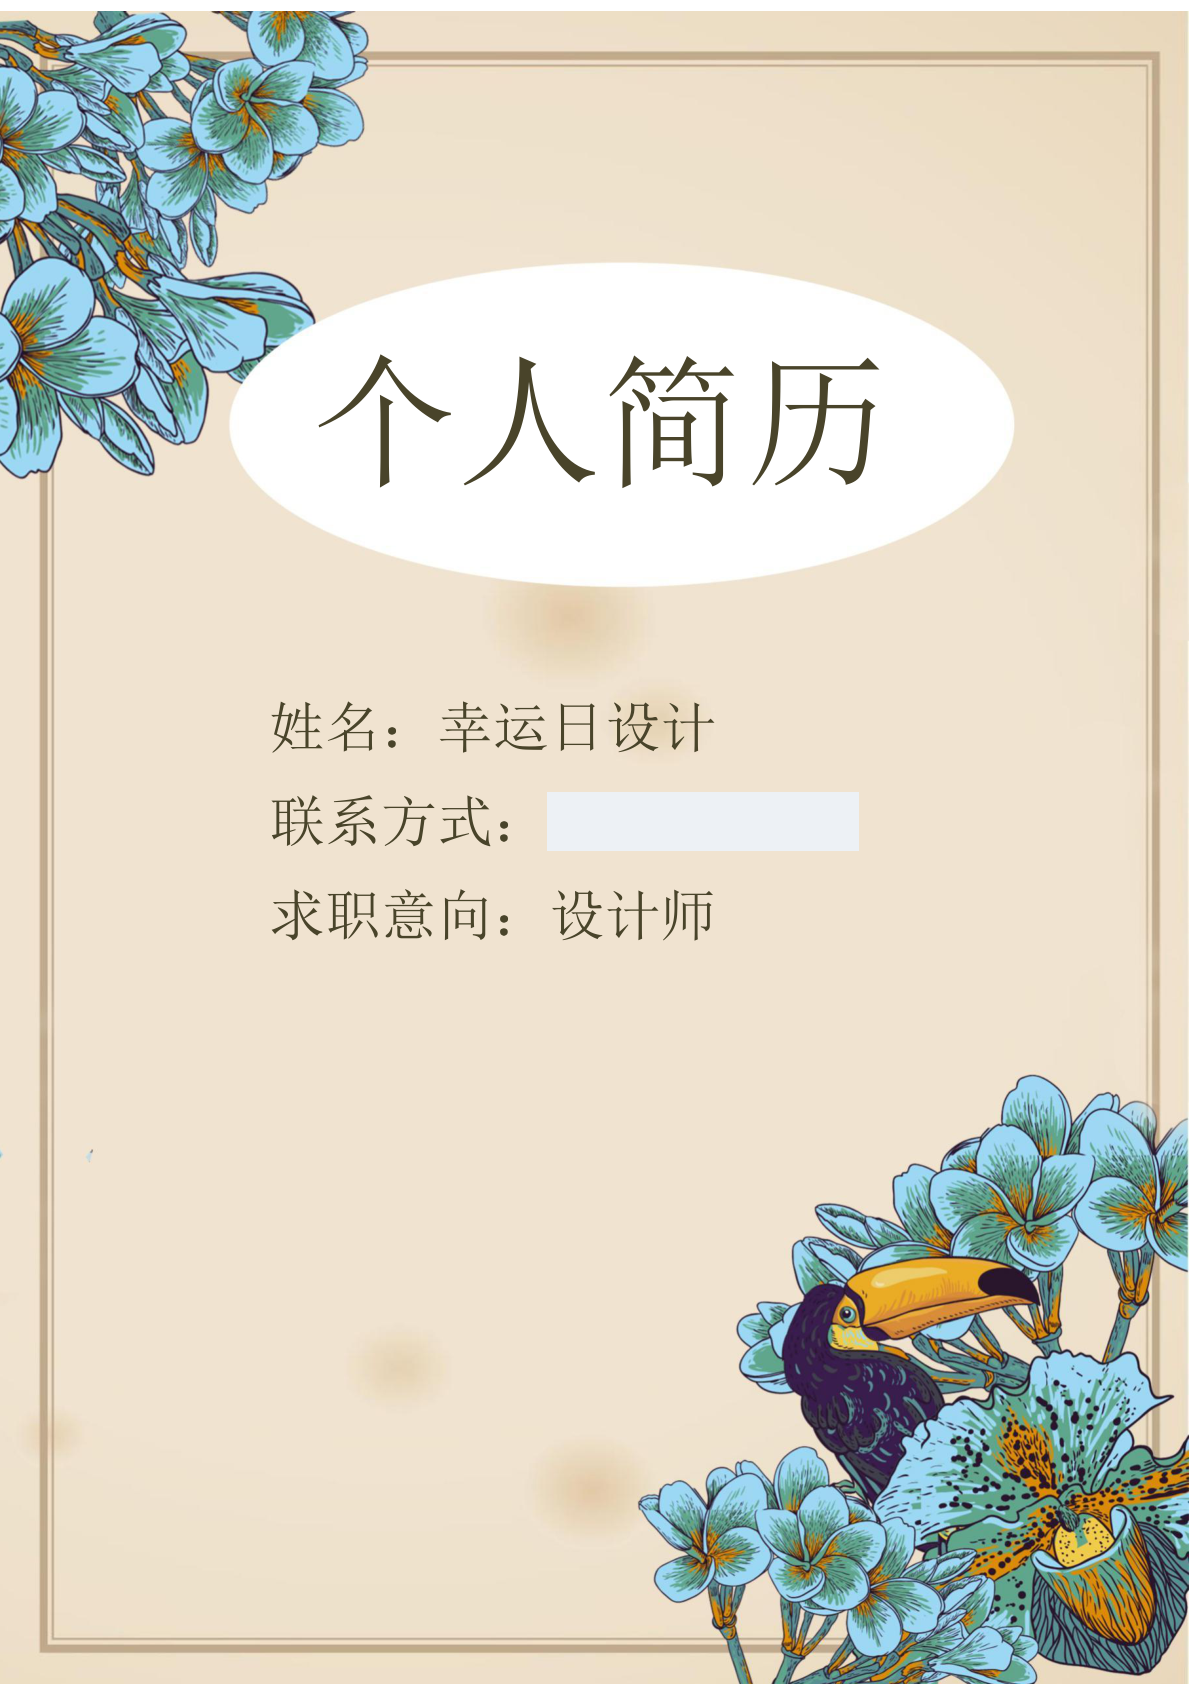 个人简历
姓名：幸运日设计
联系方式：
求职意向：设计师